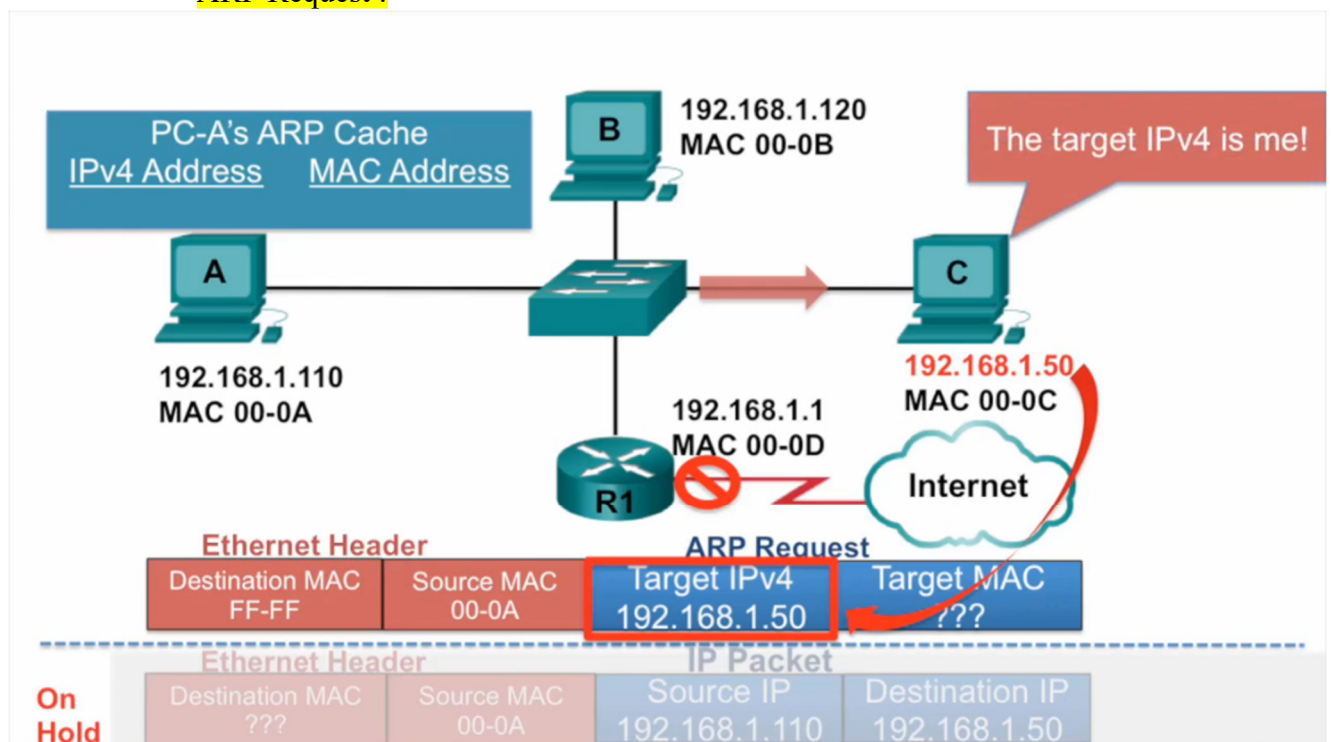 ARP Request :
PC-A's ARP Cache
IPv4 Address MAC Address
B
192.168.1.120
MAC 00-0B
The target IPv4 is me!
A
C
192.168.1.110
MAC 00-0A
192.168.1.50
MAC 00-0C
192.168.1.1
MAC 00-0D
R1
Internet
Ethernet Header
ARP Request
Destination MAC
FF-FF
Source MAC
00-0A
Target IPv4
192.168.1.50
Target MAC
???
Ethernet Header
IP Packet
On
Hold
Destination MAC
???
Source MAC
00-0A
Source IP
192.168.1.110
Destination IP
192.168.1.50